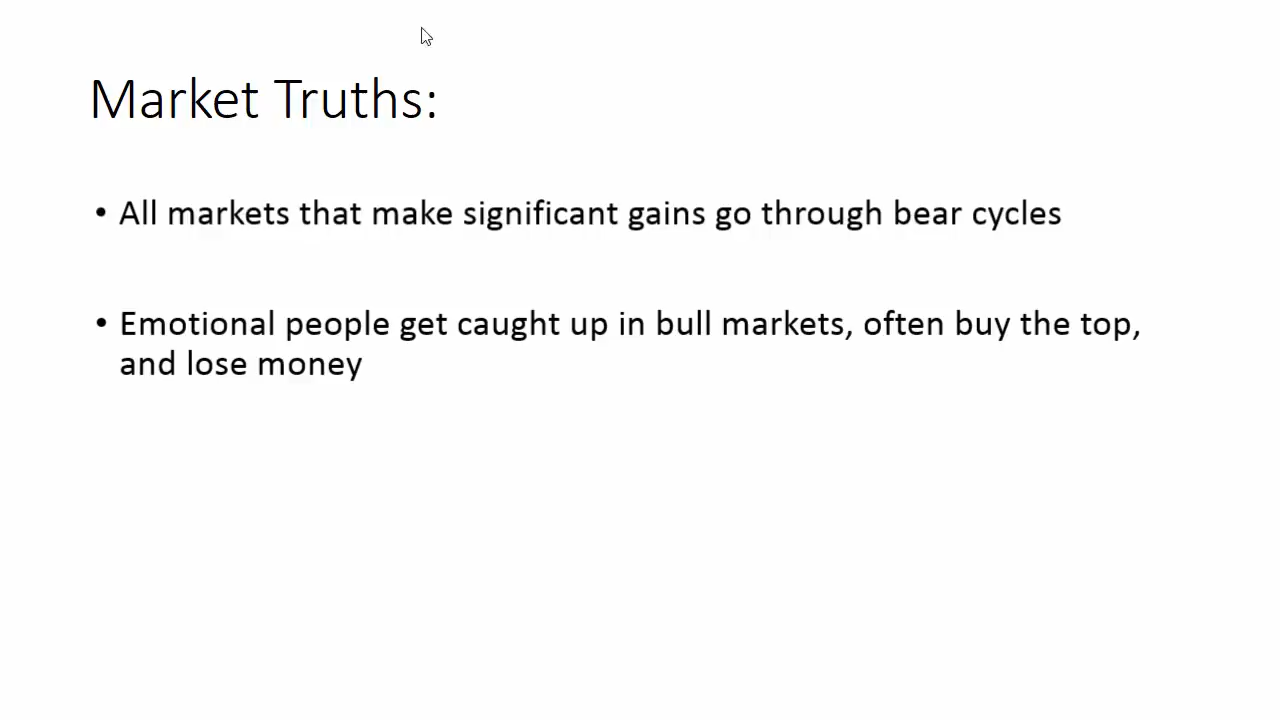 Market Truths:
• All markets that make significant gains go through bear cycles
• Emotional people get caught up in bull markets, often buy the top,
and lose money